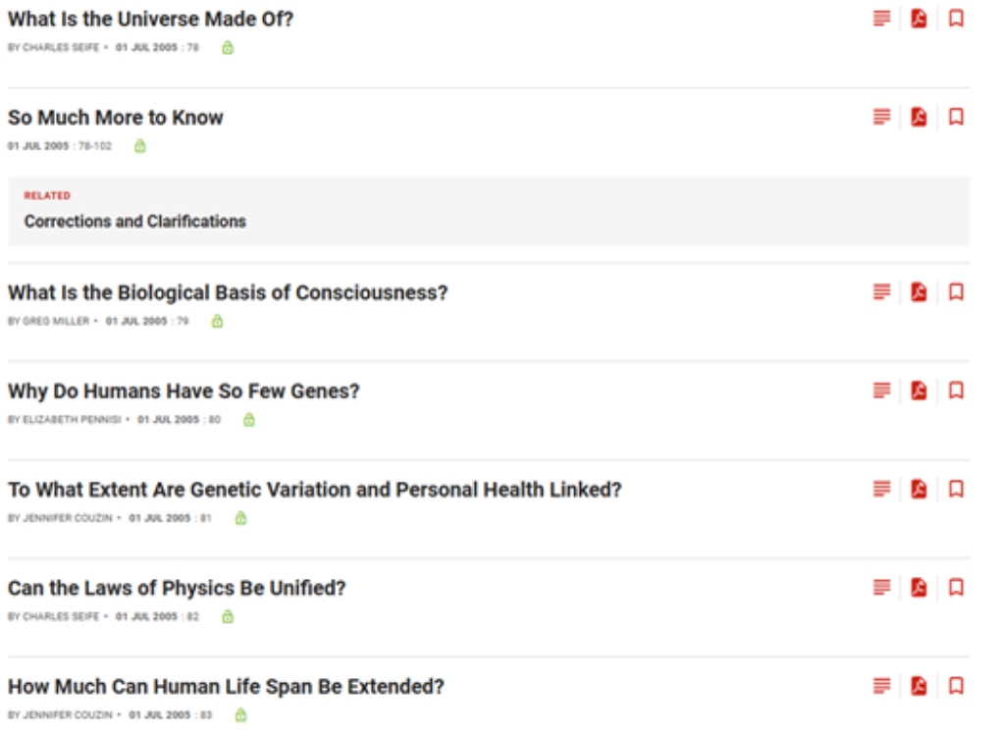 What Is the Universe Made Of?
BY CHARLES SEIFE • 01 JUL 2005 : 78
So Much More to Know
01 JUL 2005 : 78-102
RELATED
Corrections and Clarifications
What Is the Biological Basis of Consciousness?
BY GREG MILLER • 01 JUL 2005 : 79
Why Do Humans Have So Few Genes?
BY ELIZABETH PENNISI • 01 JUL 2005 : 80
To What Extent Are Genetic Variation and Personal Health Linked?
BY JENNIFER COUZIN • 01 JUL 2005 : 81
Can the Laws of Physics Be Unified?
BY CHARLES SEIFE • 01 JUL 2005 : 82
How Much Can Human Life Span Be Extended?
BY JENNIFER COUZIN • 01 JUL 2005 : 83